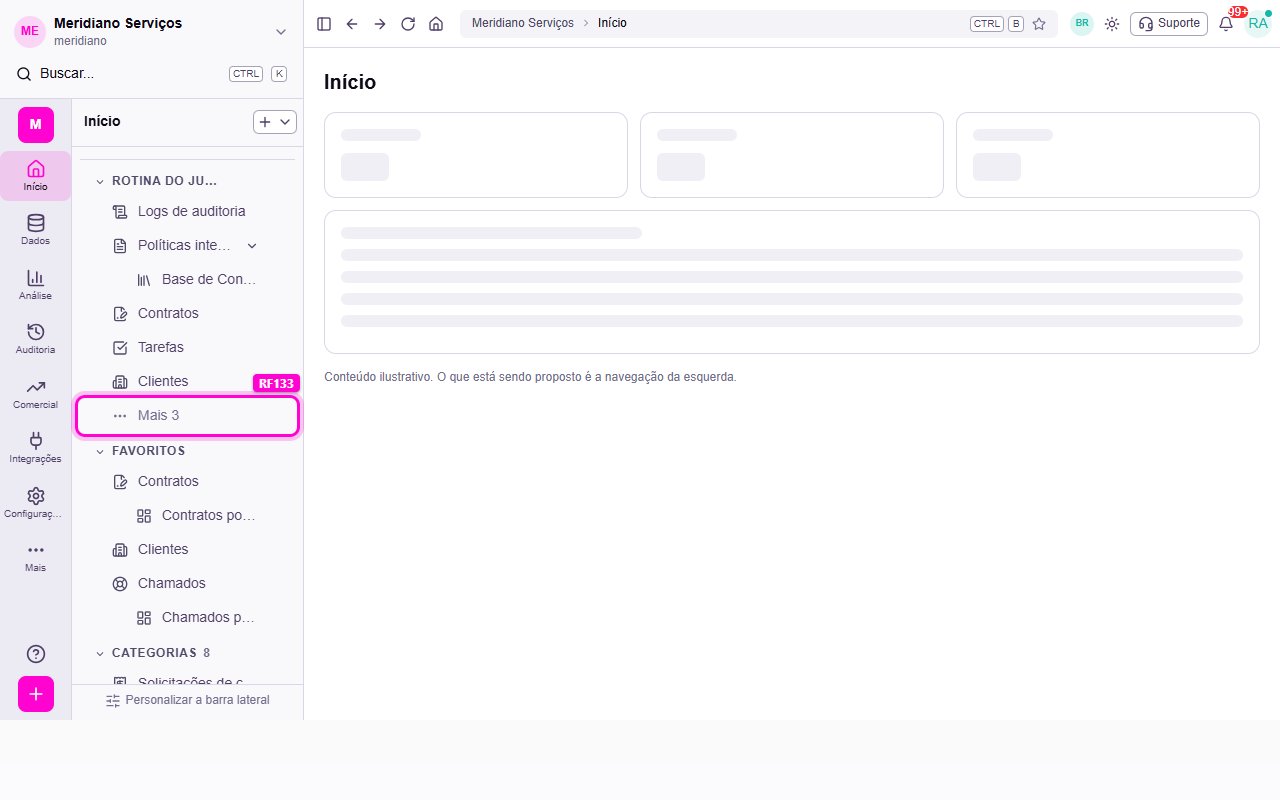 ME
Meridiano Serviços
meridiano
Buscar...
CTRL K
M
Início
Dados
Análise
Auditoria
Comercial
Integrações
Configuraç...
Mais
Início
ROTINA DO JU...
Logs de auditoria
Políticas inte...
Base de Con...
Contratos
Tarefas
Clientes
RF133
Mais 3
FAVORITOS
Contratos
Contratos po...
Clientes
Chamados
Chamados p...
CATEGORIAS 8
Solicitações de c
Personalizar a barra lateral
Meridiano Serviços > Início
CTRL B
BR
Suporte
99+
RA
Início
Conteúdo ilustrativo. O que está sendo proposto é a navegação da esquerda.